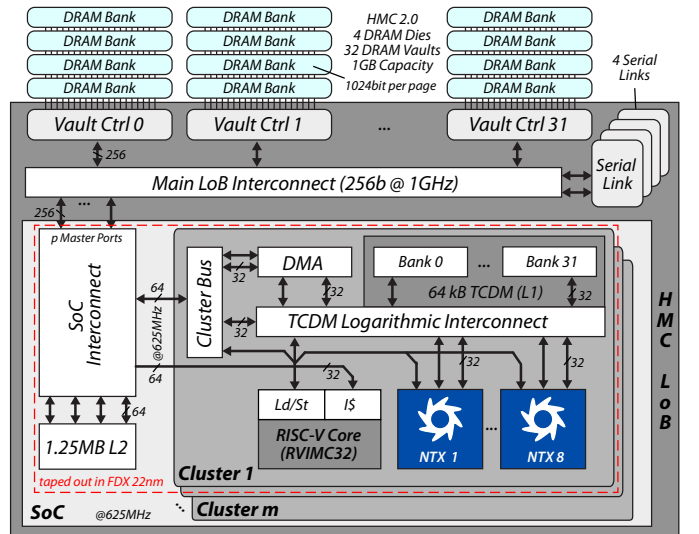 DRAM Bank
DRAM Bank
DRAM Bank
DRAM Bank
DRAM Bank
DRAM Bank
DRAM Bank
DRAM Bank
HMC 2.0
4 DRAM Dies
32 DRAM Vaults
1GB Capacity
1024bit per page
DRAM Bank
DRAM Bank
DRAM Bank
DRAM Bank
4 Serial
Links
Vault Ctrl 0
Vault Ctrl 1
...
Vault Ctrl 31
Serial
Link
256
Main LoB Interconnect (256b @ 1GHz)
256
...
p Master Ports
SoC
Interconnect
64
@625MHz
64
64
1.25MB L2
taped out in FDX 22nm
Cluster Bus
32
DMA
32
32
Bank 0
...
Bank 31
64 kB TCDM (L1)
32
TCDM Logarithmic Interconnect
32
32
32
Ld/St
I$
RISC-V Core
(RVIMC32)
NTX 1
...
NTX 8
Cluster 1
Cluster m
...
SoC
@625MHz
HMC LoB